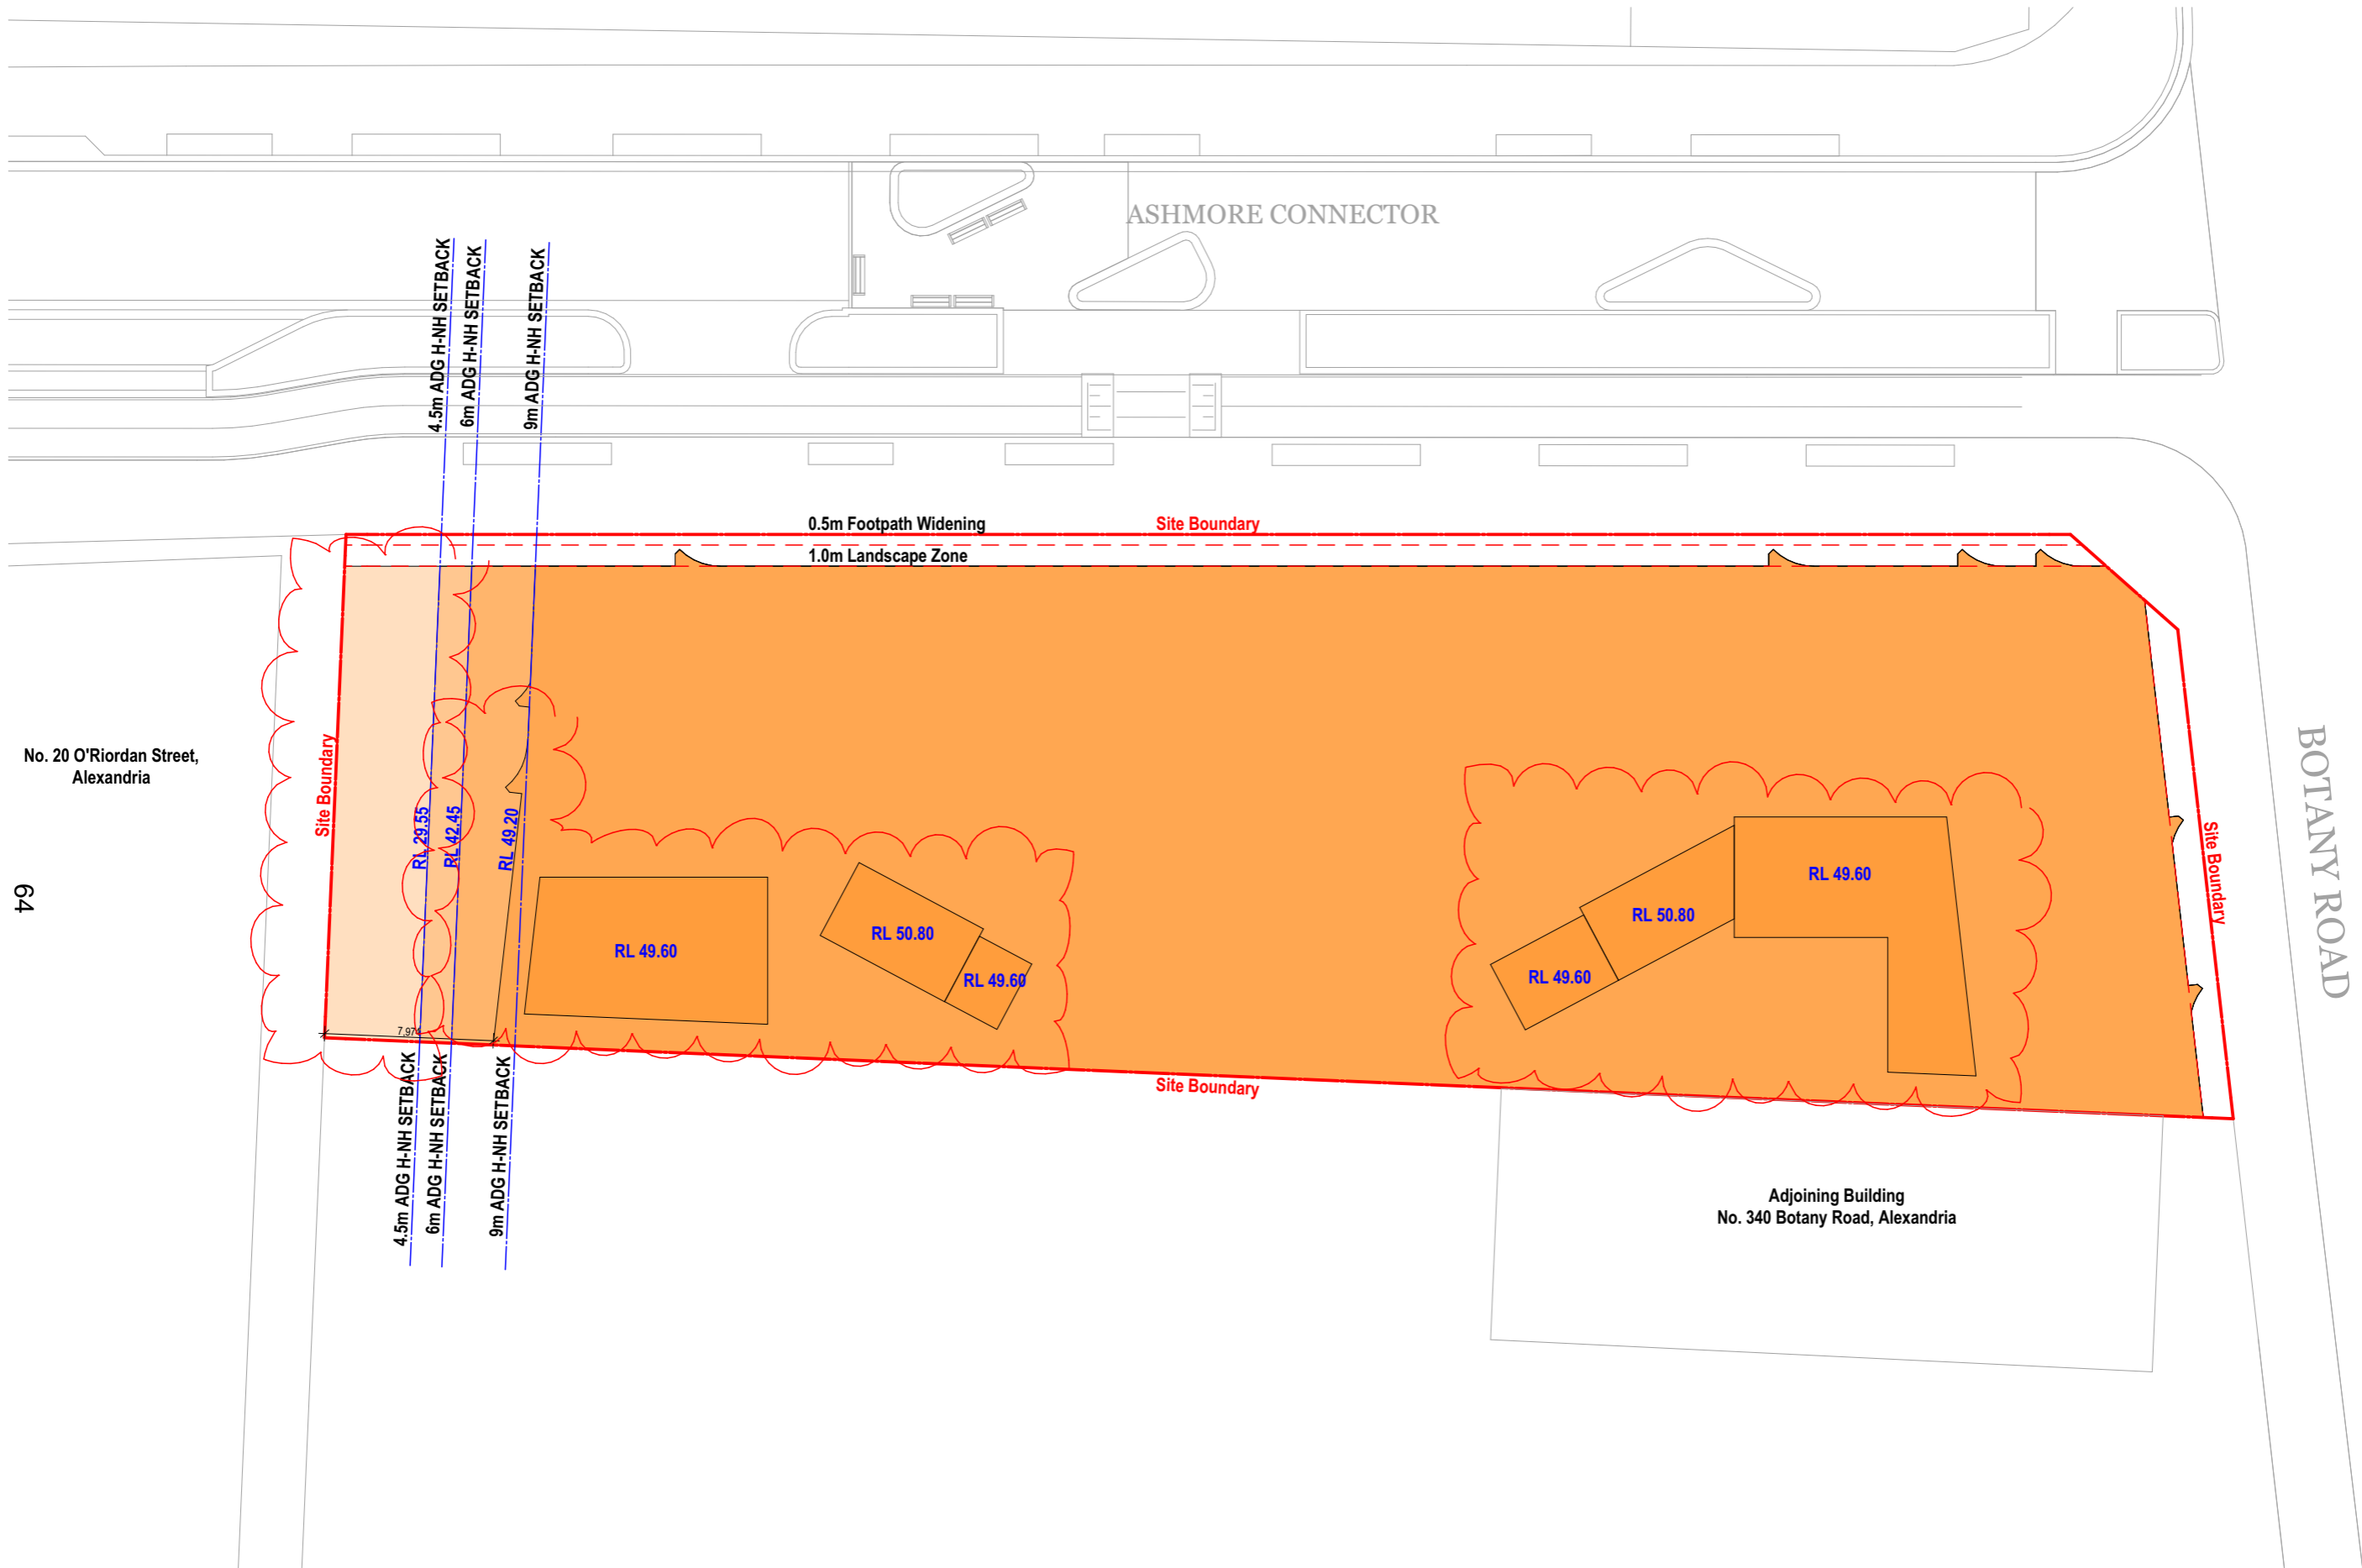 ASHMORE CONNECTOR
4.5m ADG H-NH SETBACK
6m ADG H-NH SETBACK
9m ADG H-NH SETBACK
0.5m Footpath Widening
Site Boundary
1.0m Landscape Zone
No. 20 O'Riordan Street,
Alexandria
Site Boundary
RL 29.55
RL 42.45
RL 49.20
RL 49.60
RL 50.80
RL 49.60
RL 49.60
RL 50.80
RL 49.60
Site Boundary
BOTANY ROAD
64
Site Boundary
4.5m ADG H-NH SETBACK
6m ADG H-NH SETBACK
9m ADG H-NH SETBACK
Adjoining Building
No. 340 Botany Road, Alexandria